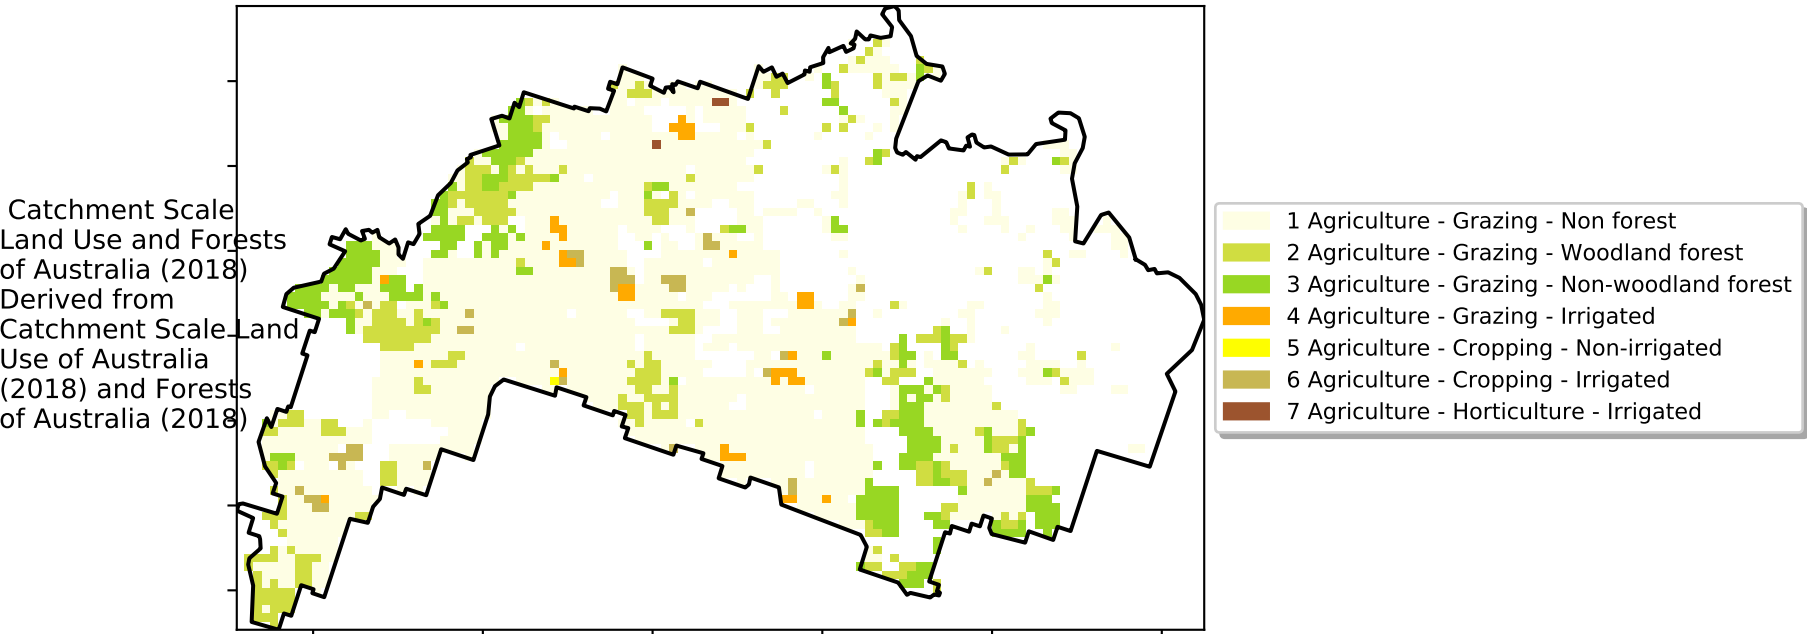 Catchment Scale
Land Use and Forests
of Australia (2018)
Derived from
Catchment Scale Land
Use of Australia
(2018) and Forests
of Australia (2018)
1 Agriculture - Grazing - Non forest
2 Agriculture - Grazing - Woodland forest
3 Agriculture - Grazing - Non-woodland forest
4 Agriculture - Grazing - Irrigated
5 Agriculture - Cropping - Non-irrigated
6 Agriculture - Cropping - Irrigated
7 Agriculture - Horticulture - Irrigated